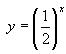 y = (1/2)^x